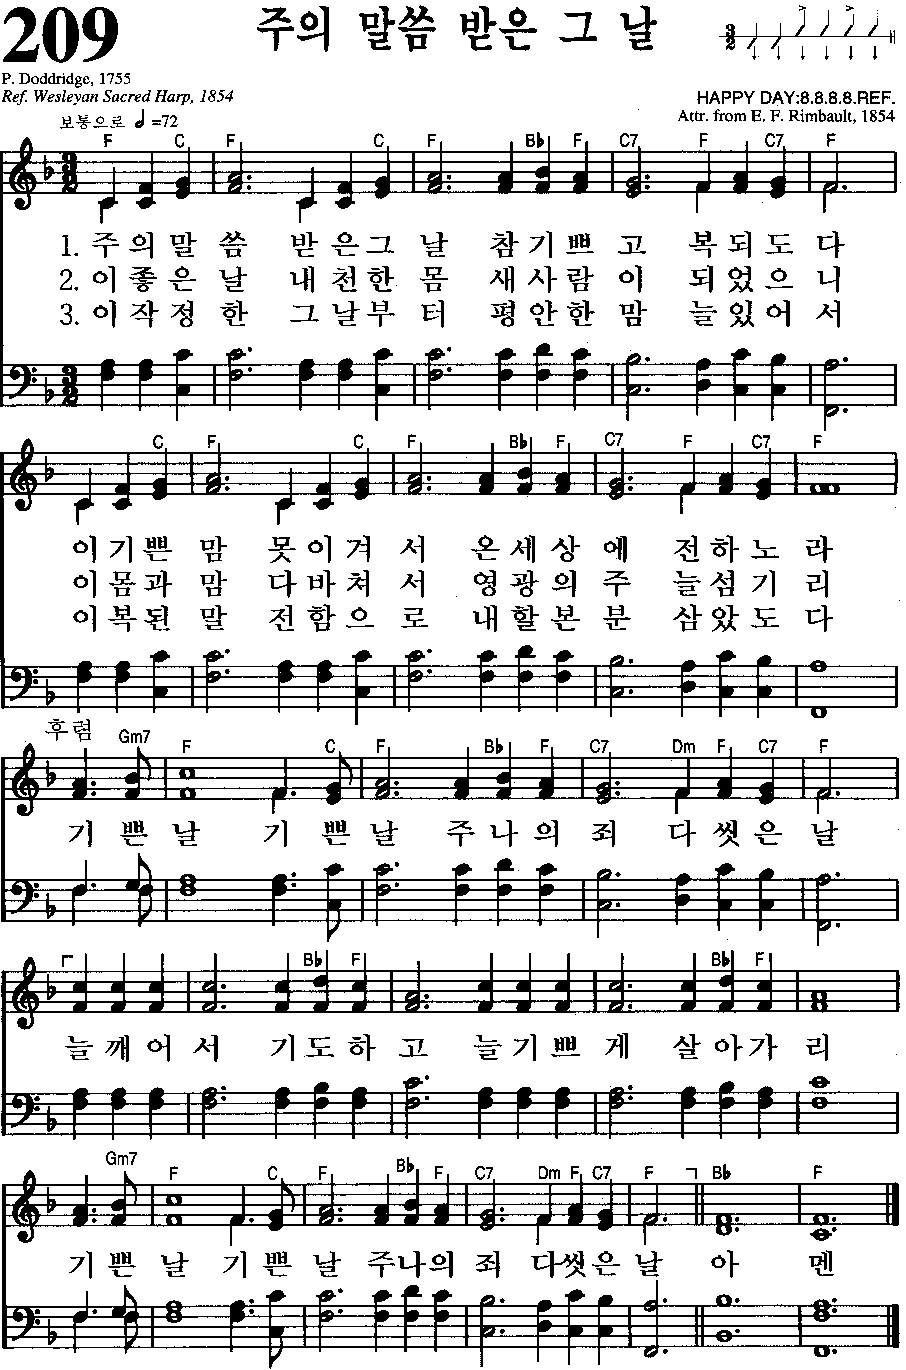 209
주의 말씀 받은 그 날
P. Doddridge, 1755
Ref. Wesleyan Sacred Harp, 1854
HAPPY DAY:8.8.8.8.REF.
Attr. from E. F. Rimbault, 1854
보통으로 =72
F C F C F B♭ F C7 F C7 F
1. 주의말 씀 받은그 날 참기쁘 고 복되도 다
2. 이좋은 날 내천한 몸 새사람 이 되었으 니
3. 이작정 한 그날부 터 평안한 맘 늘있어 서
C F C F B♭ F C7 F C7 F
이기쁜 맘 못이겨 서 온세상 에 전하노 라
이몸과 맘 다바쳐 서 영광의 주 늘섬기 리
이복된 말 전함으 로 내할본 분 삼았도 다
후렴
Gm7 F C F B♭ F C7 Dm F C7 F
기 쁜 날 기 쁜 날 주나의 죄 다씻은 날
B♭ F B♭ F
늘깨어 서 기도하 고 늘기쁘 게 살아가 리
Gm7 F C F B♭ F C7 Dm F C7 F B♭ F
기 쁜 날 기 쁜 날 주나의 죄 다씻은 날 아 멘